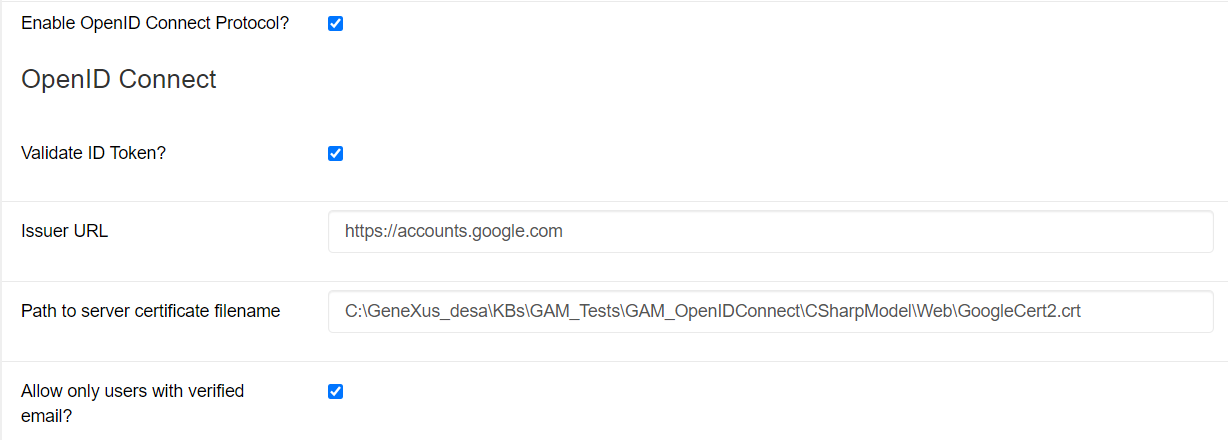 Enable OpenID Connect Protocol?
OpenID Connect
Validate ID Token?
Issuer URL
https://accounts.google.com
Path to server certificate filename
C:\GeneXus_desa\KBs\GAM_Tests\GAM_OpenIDConnect\CSharpModel\Web\GoogleCert2.crt
Allow only users with verified
email?